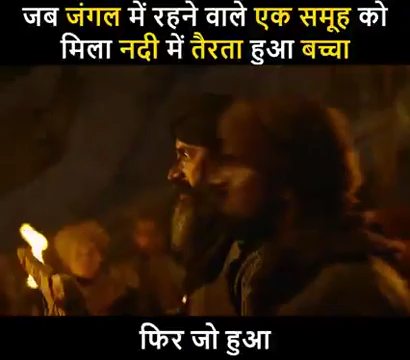 जब जंगल में रहने वाले एक समूह को
मिला नदी में तैरता हुआ बच्चा
फिर जो हुआ